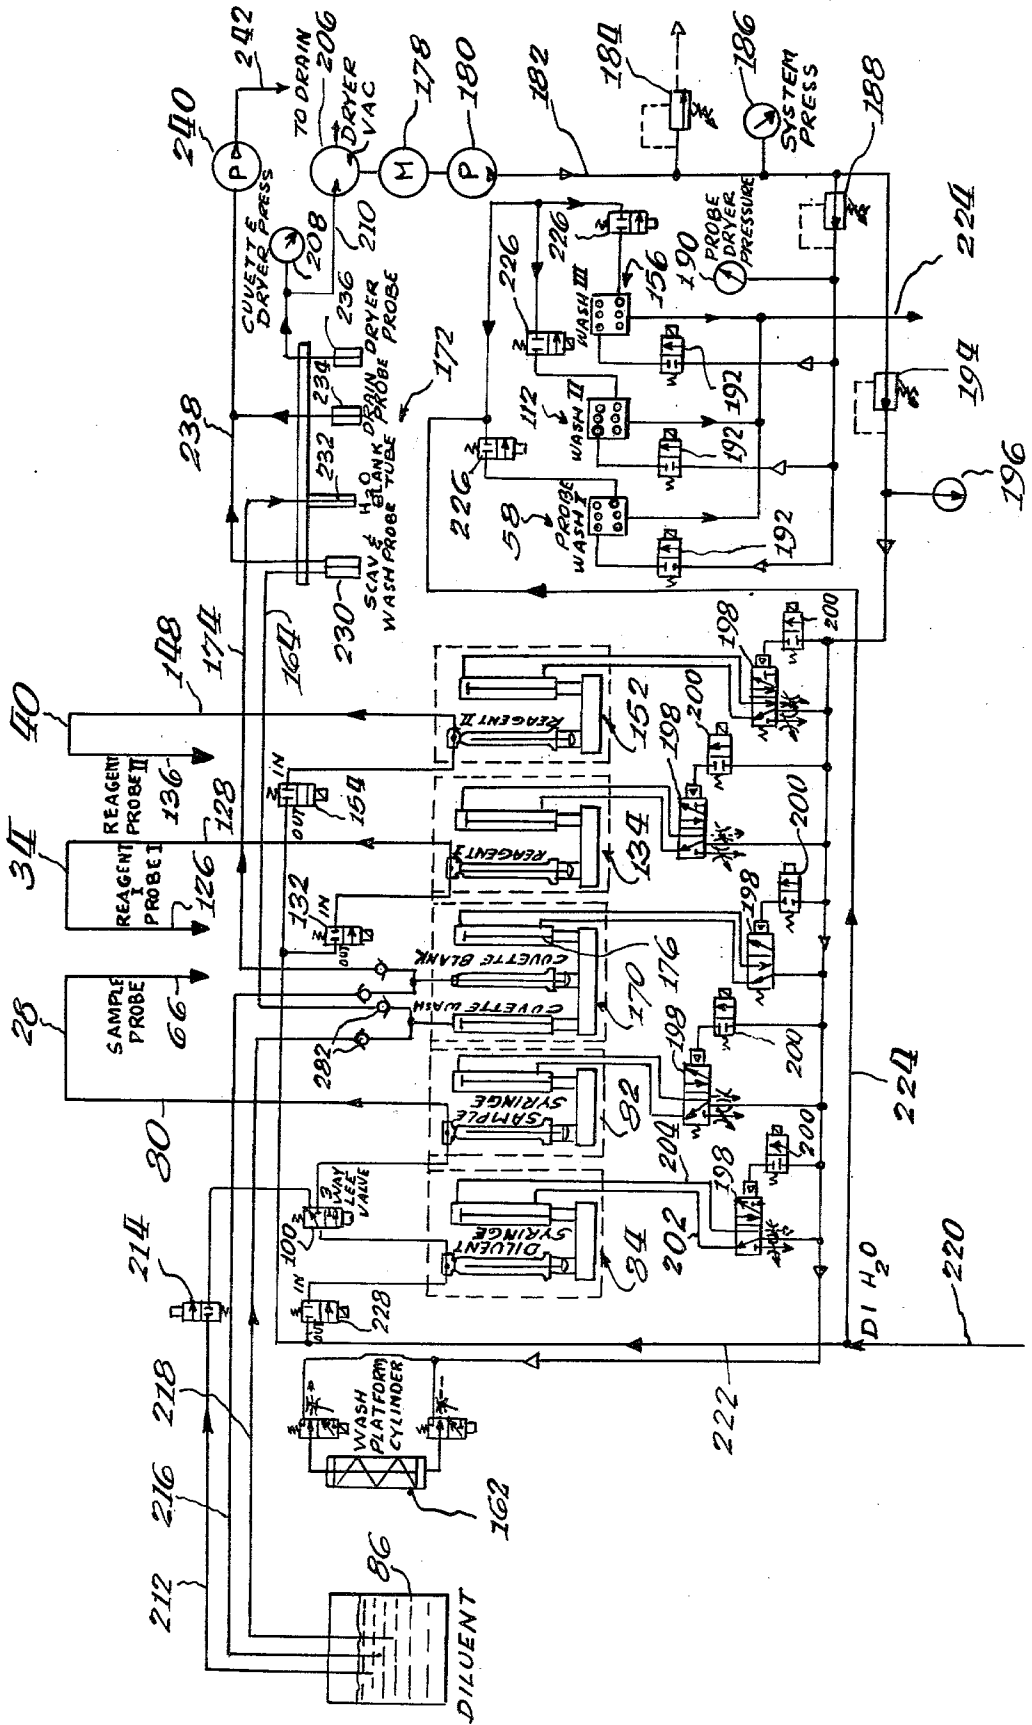 240
242
CUVETTE
DRYER PRESS
208
TO DRAIN
206
DRYER
VAC
P
M
178
P
180
210
238
236
234
232
230
SCAV &
WASH PROBE
H2O
BLANK
TUBE
DRAIN
PROBE
DRYER
PROBE
172
182
184
186
SYSTEM
PRESS
188
190
PROBE
DRYER
PRESSURE
224
194
196
226
226
226
WASH III
156
WASH II
112
PROBE
WASH I
58
192
192
192
40
148
174
164
REAGENT
PROBE II
136
34
128
REAGENT
I
PROBE I
126
28
SAMPLE
PROBE
66
80
282
IN
OUT
154
IN
OUT
132
REAGENT II
152
REAGENT I
134
CUVETTE BLANK
CUVETTE WASH
176
170
SAMPLE
SYRINGE
82
DILUENT
SYRINGE
84
198
200
198
200
198
200
198
200
198
200
204
202
3
WAY
LEE
VALVE
100
IN
OUT
228
214
218
216
212
WASH
PLATFORM
CYLINDER
162
86
DILUENT
222
DI H2O
220
224